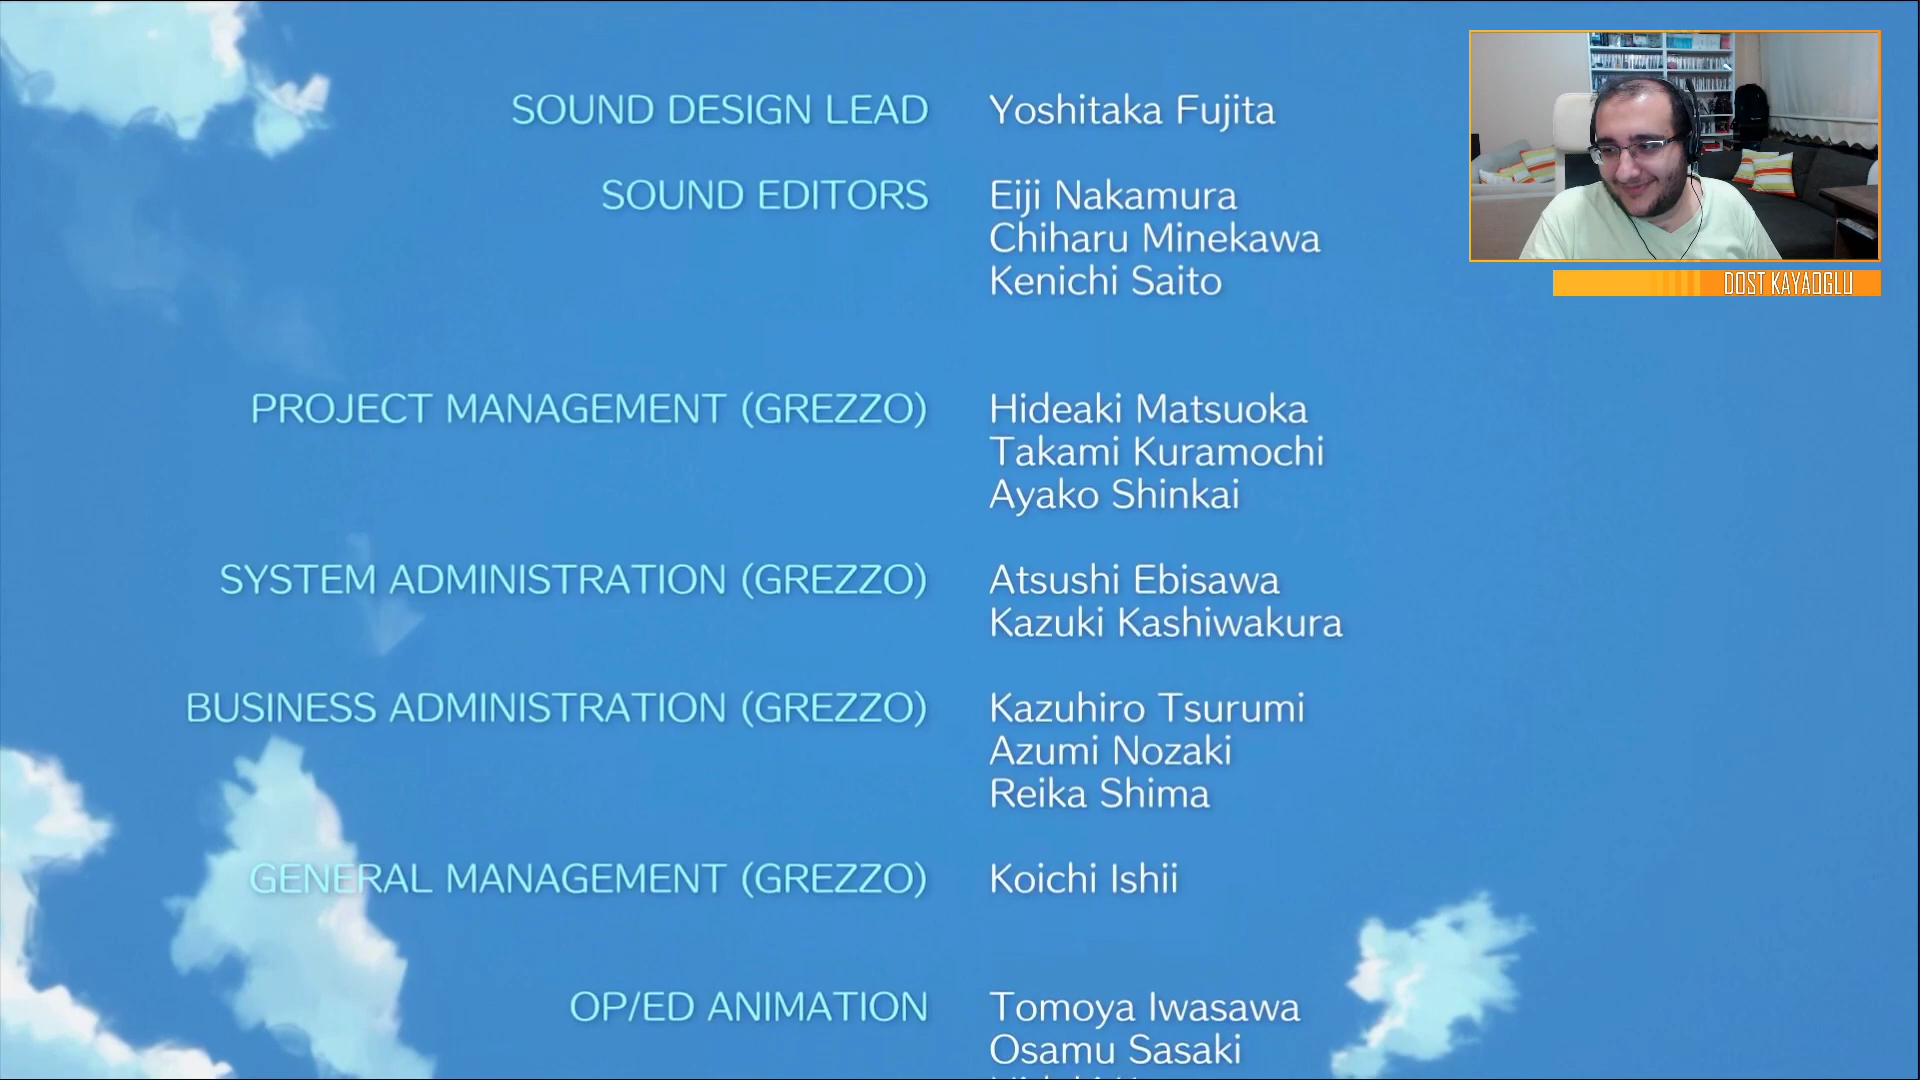 SOUND DESIGN LEAD Yoshitaka Fujita
SOUND EDITORS Eiji Nakamura
Chiharu Minekawa
Kenichi Saito
PROJECT MANAGEMENT (GREZZO) Hideaki Matsuoka
Takami Kuramochi
Ayako Shinkai
SYSTEM ADMINISTRATION (GREZZO) Atsushi Ebisawa
Kazuki Kashiwakura
BUSINESS ADMINISTRATION (GREZZO) Kazuhiro Tsurumi
Azumi Nozaki
Reika Shima
GENERAL MANAGEMENT (GREZZO) Koichi Ishii
OP/ED ANIMATION Tomoya Iwasawa
Osamu Sasaki
DOST KAYAOGLU